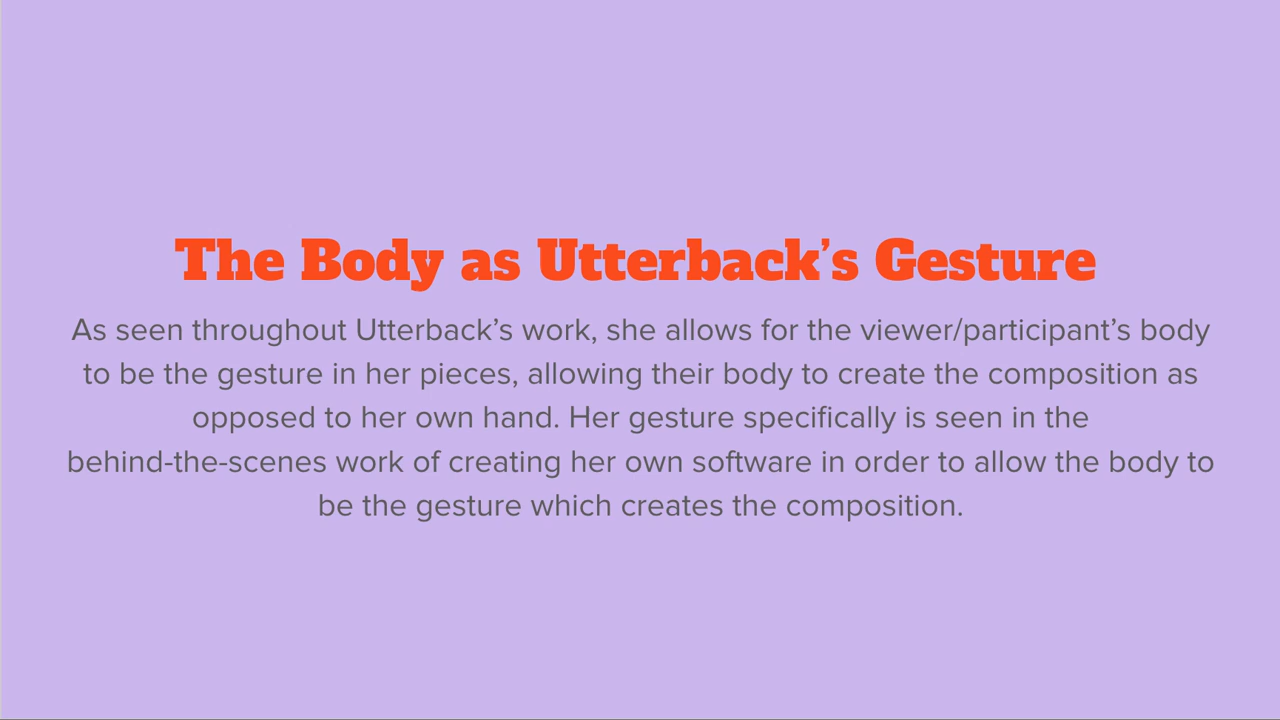 The Body as Utterback’s Gesture
As seen throughout Utterback’s work, she allows for the viewer/participant’s body
to be the gesture in her pieces, allowing their body to create the composition as
opposed to her own hand. Her gesture specifically is seen in the
behind-the-scenes work of creating her own software in order to allow the body to
be the gesture which creates the composition.